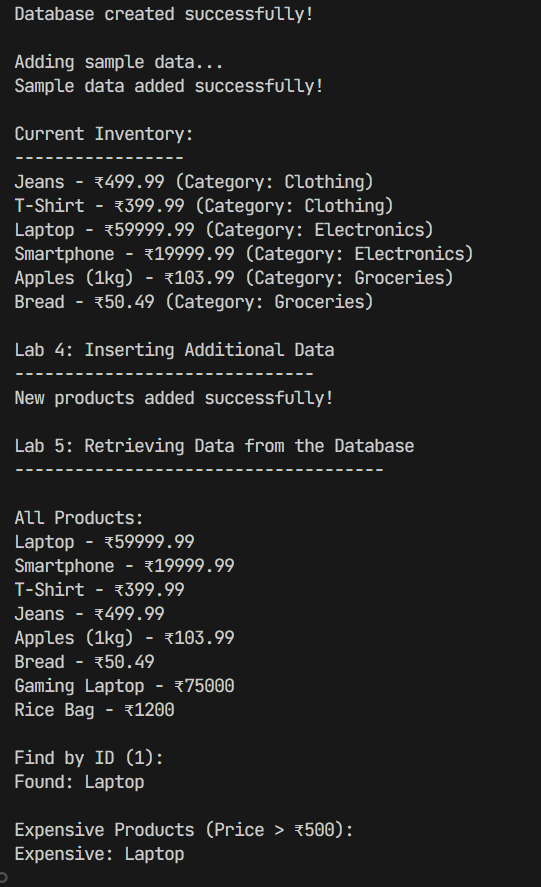 Database created successfully!
Adding sample data...
Sample data added successfully!
Current Inventory:
-----------------
Jeans - ₹499.99 (Category: Clothing)
T-Shirt - ₹399.99 (Category: Clothing)
Laptop - ₹59999.99 (Category: Electronics)
Smartphone - ₹19999.99 (Category: Electronics)
Apples (1kg) - ₹103.99 (Category: Groceries)
Bread - ₹50.49 (Category: Groceries)
Lab 4: Inserting Additional Data
------------------------------
New products added successfully!
Lab 5: Retrieving Data from the Database
-------------------------------------
All Products:
Laptop - ₹59999.99
Smartphone - ₹19999.99
T-Shirt - ₹399.99
Jeans - ₹499.99
Apples (1kg) - ₹103.99
Bread - ₹50.49
Gaming Laptop - ₹75000
Rice Bag - ₹1200
Find by ID (1):
Found: Laptop
Expensive Products (Price > ₹500):
Expensive: Laptop